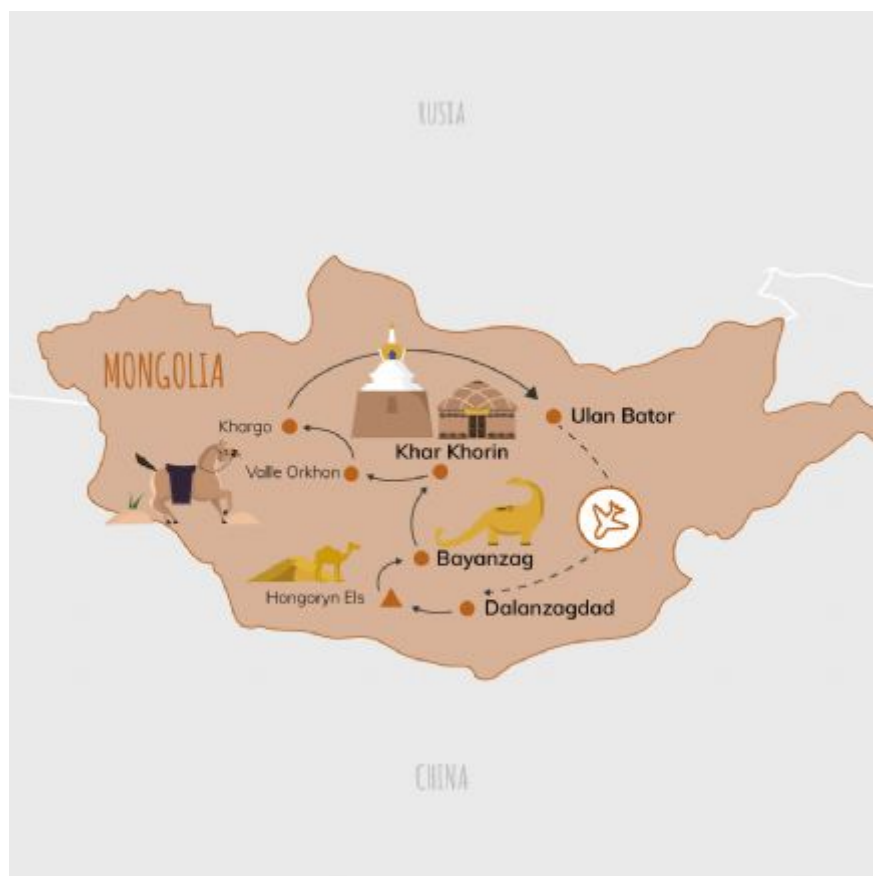 RUSIA
MONGOLIA
Khargo
Ulan Bator
Khar Khorin
Valle Orkhon
Bayanzag
Hongoryn Els
Dalanzagdad
CHINA